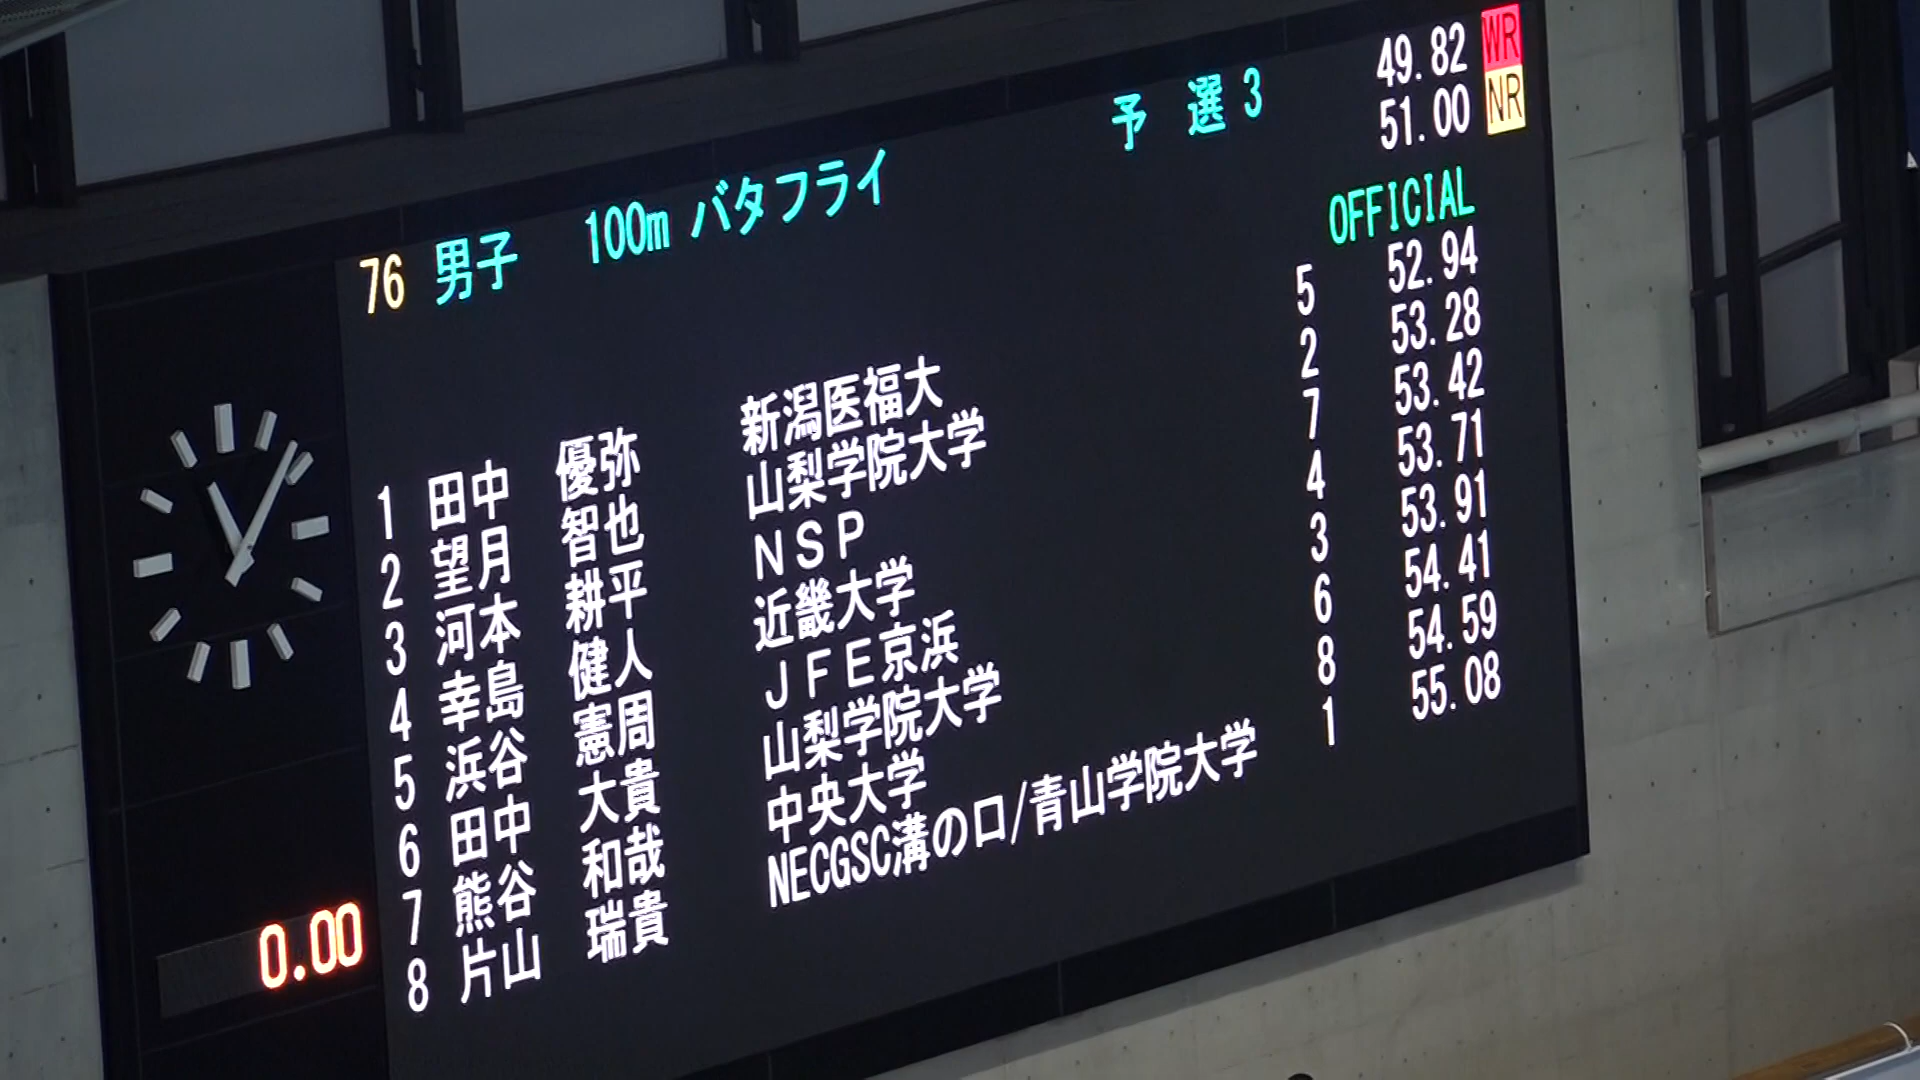 49.82 WR
76 男子 100m バタフライ 予選3 51.00 NR
OFFICIAL
1 田中 優弥 新潟医福大 5 52.94
2 望月 智也 山梨学院大学 2 53.28
3 河本 耕平 NSP 7 53.42
4 幸島 健人 近畿大学 4 53.71
5 浜谷 憲周 JFE京浜 3 53.91
6 田中 大貴 山梨学院大学 6 54.41
7 熊谷 和哉 中央大学 8 54.59
8 片山 瑞貴 NECGSC溝の口/青山学院大学 1 55.08
0.00